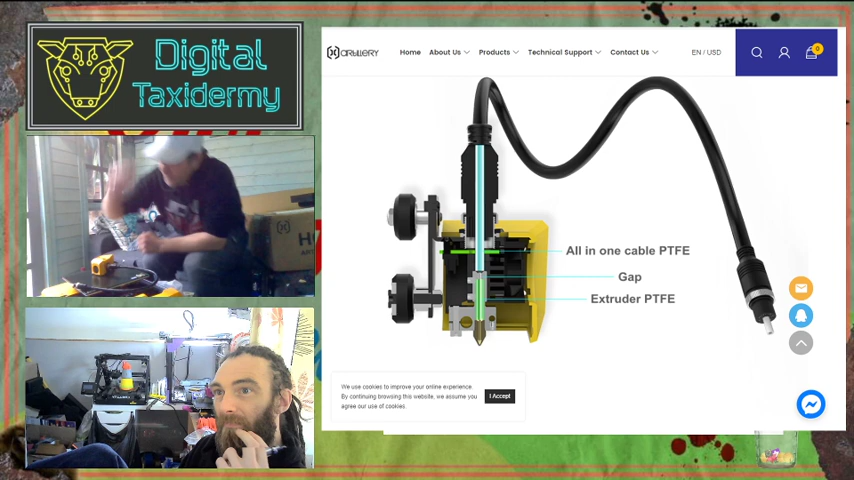 Digital
Taxidermy
ARTILLERY
Home
About Us
Products
Technical Support
Contact Us
EN / USD
0
All in one cable PTFE
Gap
Extruder PTFE
We use cookies to improve your online experience.
By continuing browsing this website, we assume you
agree our use of cookies.
I Accept